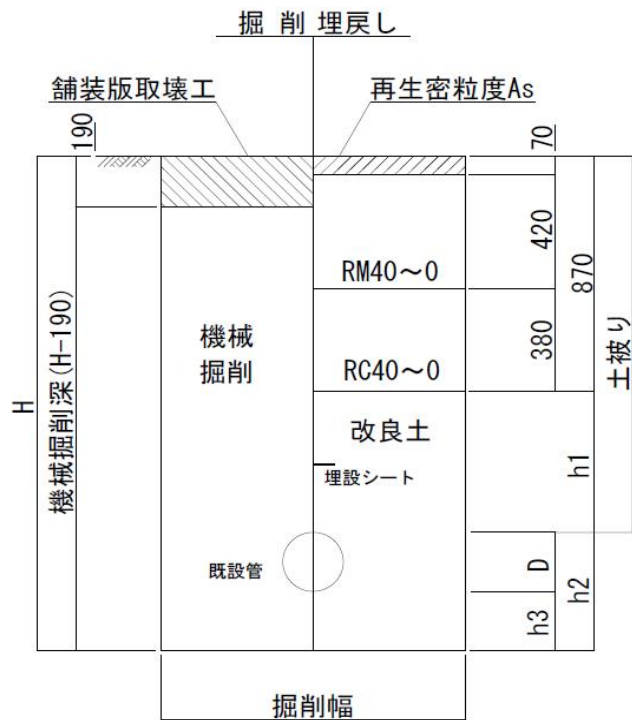 掘 削 埋戻し
舗装版取壊工
再生密粒度As
190
70
420
870
RM40～0
機械
掘削
RC40～0
380
土被り
H
機械掘削深(H-190)
改良土
埋設シート
h1
既設管
D
h2
h3
掘削幅